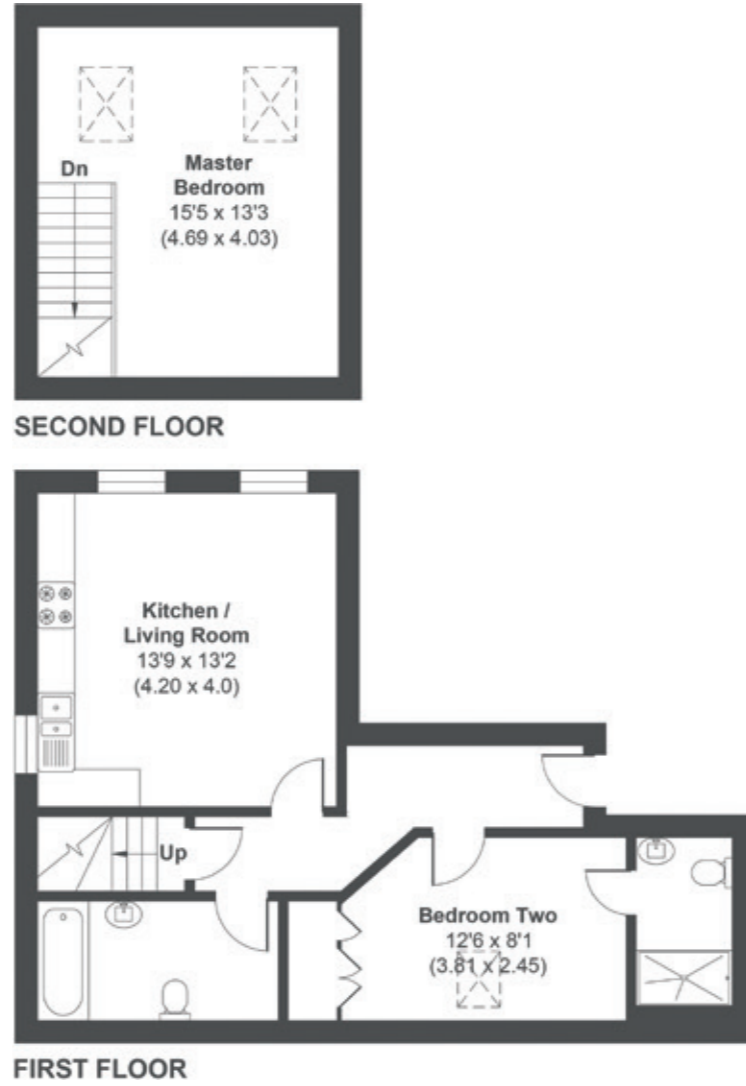 Dn
Master
Bedroom
15'5 x 13'3
(4.69 x 4.03)
SECOND FLOOR
Kitchen /
Living Room
13'9 x 13'2
(4.20 x 4.0)
Up
Bedroom Two
12'6 x 8'1
(3.81 x 2.45)
FIRST FLOOR